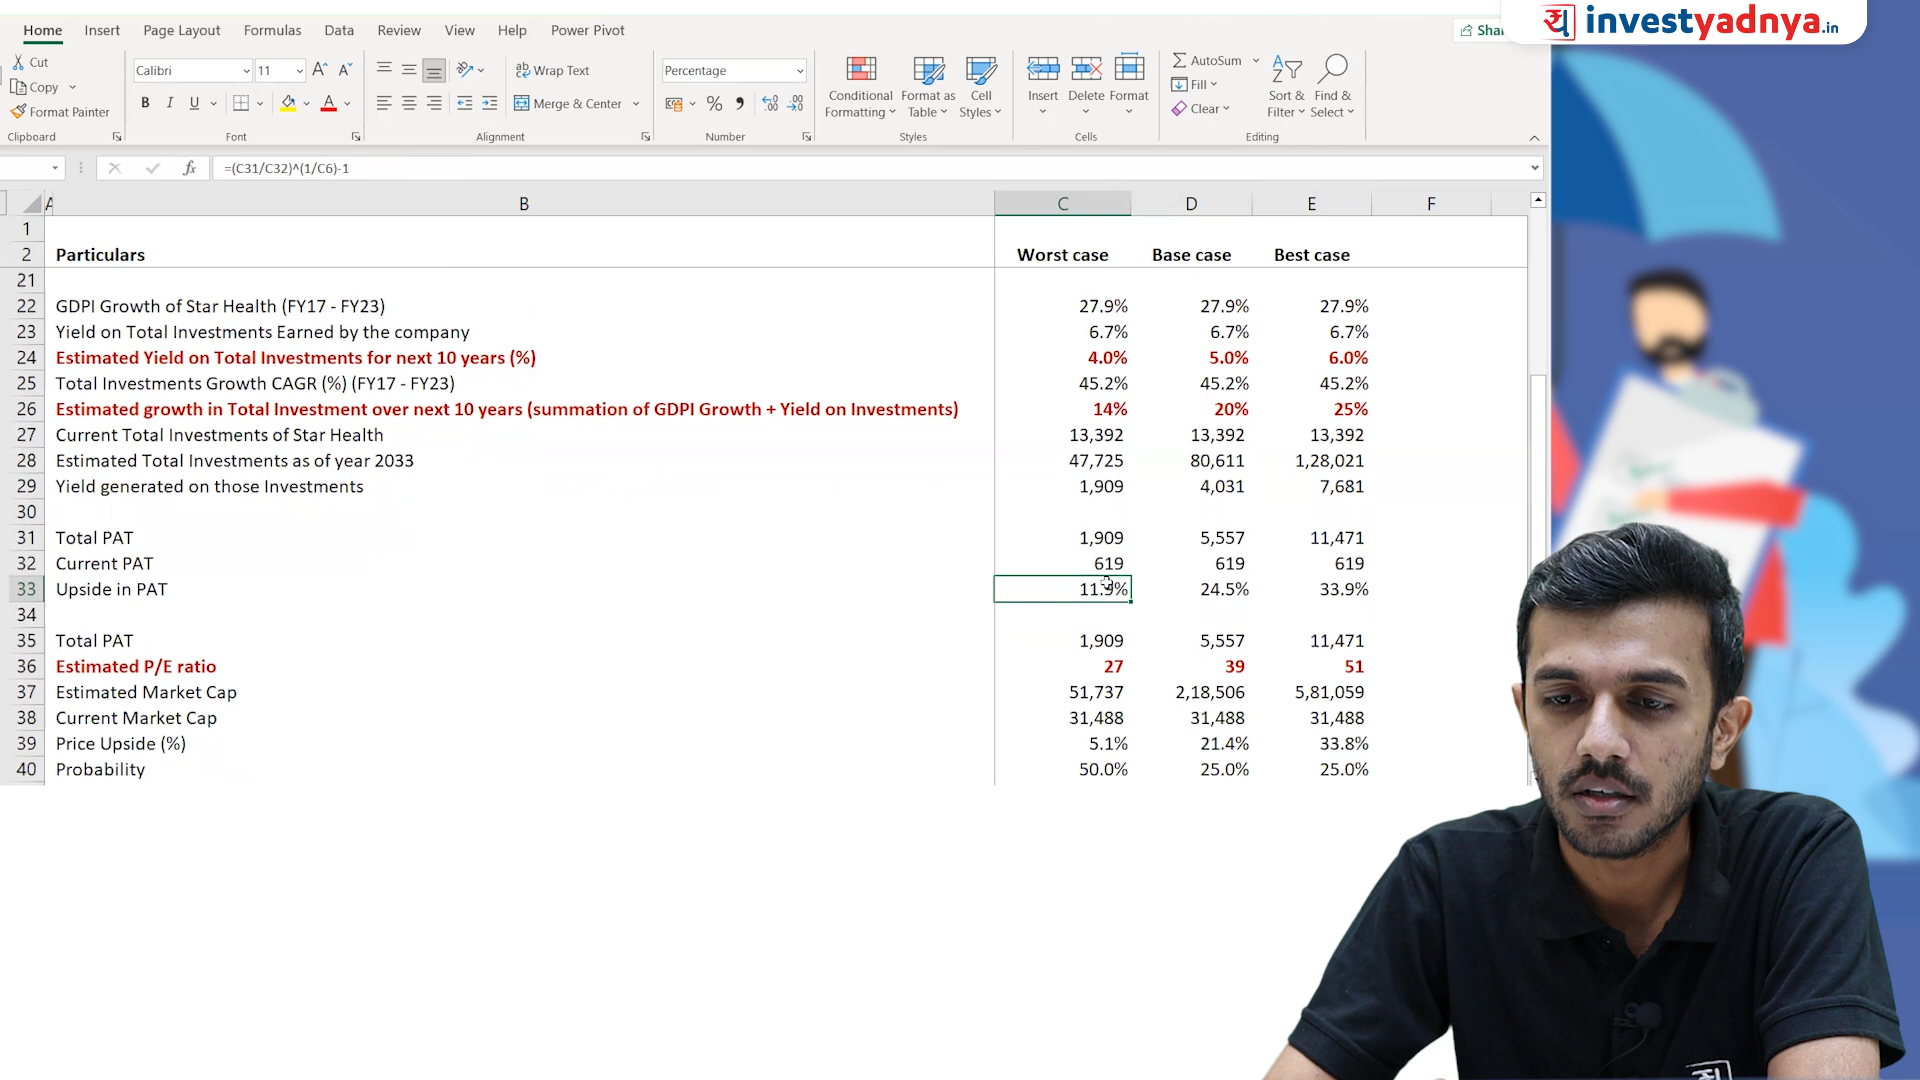 investyadnya.in
Home Insert Page Layout Formulas Data Review View Help Power Pivot
Cut
Copy
Format Painter
Clipboard
Calibri 11
B I U
Font
Wrap Text
Merge & Center
Alignment
Percentage
Number
Conditional Formatting
Format as Table
Cell Styles
Styles
Insert Delete Format
Cells
AutoSum
Fill
Clear
Sort & Filter
Find & Select
Editing
fx =(C31/C32)^(1/C6)-1
A B C D E F
1
2 Particulars Worst case Base case Best case
21
22 GDPI Growth of Star Health (FY17 - FY23) 27.9% 27.9% 27.9%
23 Yield on Total Investments Earned by the company 6.7% 6.7% 6.7%
24 Estimated Yield on Total Investments for next 10 years (%) 4.0% 5.0% 6.0%
25 Total Investments Growth CAGR (%) (FY17 - FY23) 45.2% 45.2% 45.2%
26 Estimated growth in Total Investment over next 10 years (summation of GDPI Growth + Yield on Investments) 14% 20% 25%
27 Current Total Investments of Star Health 13,392 13,392 13,392
28 Estimated Total Investments as of year 2033 47,725 80,611 1,28,021
29 Yield generated on those Investments 1,909 4,031 7,681
30
31 Total PAT 1,909 5,557 11,471
32 Current PAT 619 619 619
33 Upside in PAT 24.5% 33.9%
34
35 Total PAT 1,909 5,557 11,471
36 Estimated P/E ratio 27 39 51
37 Estimated Market Cap 51,737 2,18,506 5,81,059
38 Current Market Cap 31,488 31,488 31,488
39 Price Upside (%) 5.1% 21.4% 33.8%
40 Probability 50.0% 25.0% 25.0%